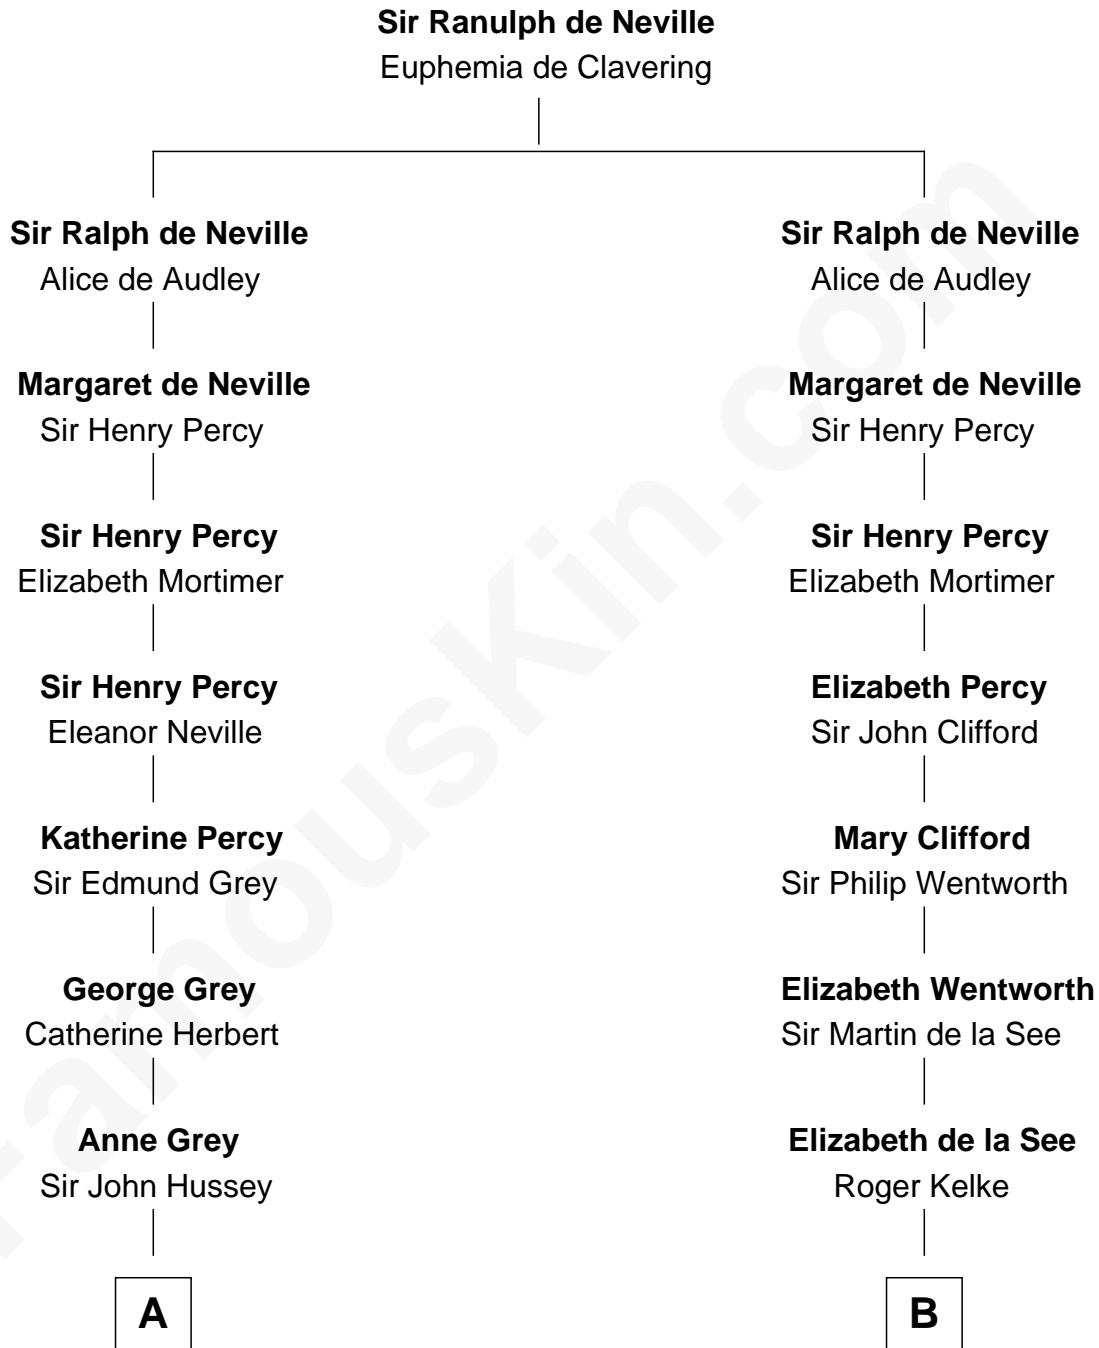 Sir Ranulph de Neville
Euphemia de Clavering
Sir Ralph de Neville
Alice de Audley
Margaret de Neville
Sir Henry Percy
Sir Henry Percy
Elizabeth Mortimer
Sir Henry Percy
Eleanor Neville
Katherine Percy
Sir Edmund Grey
George Grey
Catherine Herbert
Anne Grey
Sir John Hussey
A
Sir Ralph de Neville
Alice de Audley
Margaret de Neville
Sir Henry Percy
Sir Henry Percy
Elizabeth Mortimer
Elizabeth Percy
Sir John Clifford
Mary Clifford
Sir Philip Wentworth
Elizabeth Wentworth
Sir Martin de la See
Elizabeth de la See
Roger Kelke
B
FamousKin.com